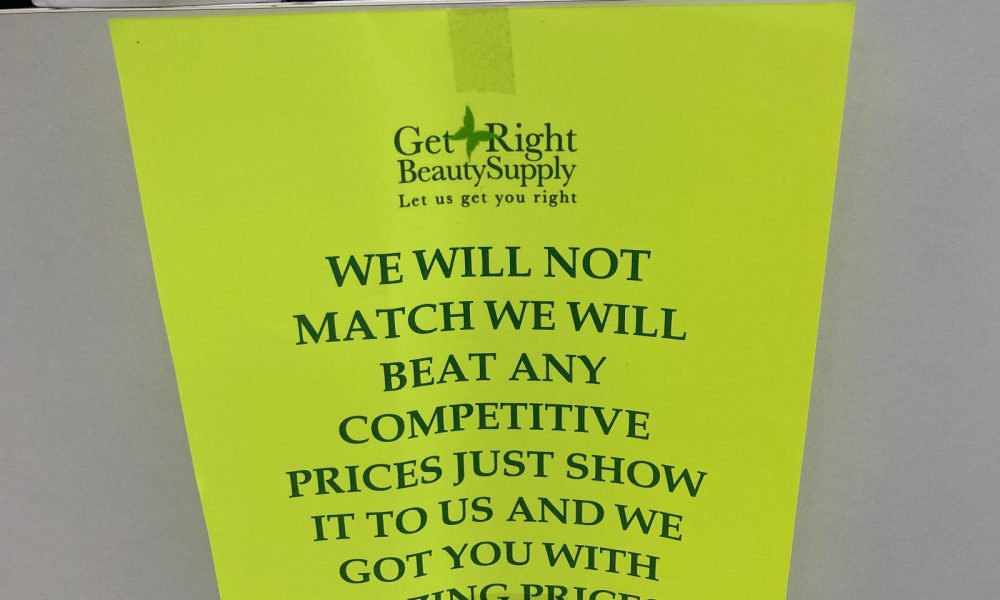 Get Right
BeautySupply
Let us get you right
WE WILL NOT
MATCH WE WILL
BEAT ANY
COMPETITIVE
PRICES JUST SHOW
IT TO US AND WE
GOT YOU WITH
PRICES